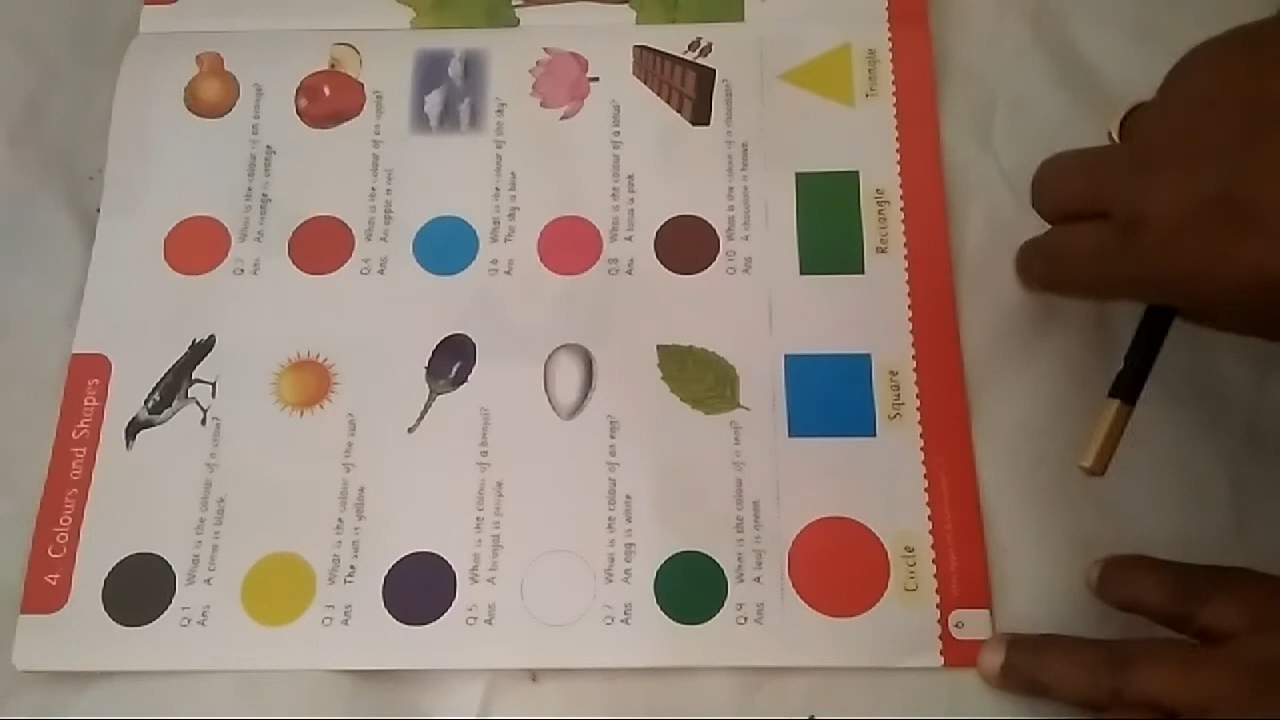 4. Colours and Shapes
Q.1 What is the colour of a crow?
Ans. A crow is black.
Q.2 What is the colour of an orange?
Ans. An orange is orange.
Q.3 What is the colour of the sun?
Ans. The sun is yellow.
Q.4 What is the colour of an apple?
Ans. An apple is red.
Q.5 What is the colour of a brinjal?
Ans. A brinjal is purple.
Q.6 What is the colour of the sky?
Ans. The sky is blue.
Q.7 What is the colour of an egg?
Ans. An egg is white.
Q.8 What is the colour of a lotus?
Ans. A lotus is pink.
Q.9 What is the colour of a leaf?
Ans. A leaf is green.
Q.10 What is the colour of a chocolate?
Ans. A chocolate is brown.
Circle
Square
Rectangle
Triangle
6